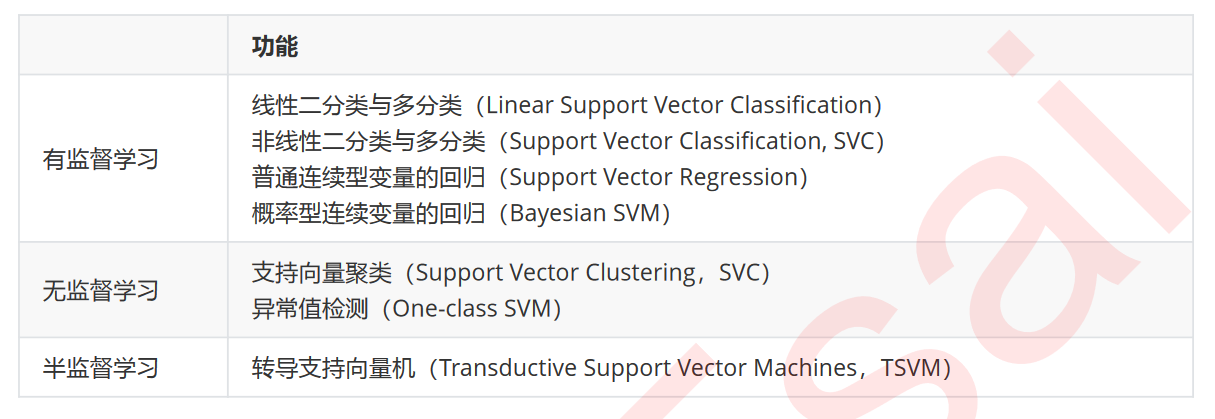 功能
有监督学习
线性二分类与多分类（Linear Support Vector Classification）
非线性二分类与多分类（Support Vector Classification, SVC）
普通连续型变量的回归（Support Vector Regression）
概率型连续变量的回归（Bayesian SVM）
无监督学习
支持向量聚类（Support Vector Clustering，SVC）
异常值检测（One-class SVM）
半监督学习
转导支持向量机（Transductive Support Vector Machines，TSVM）